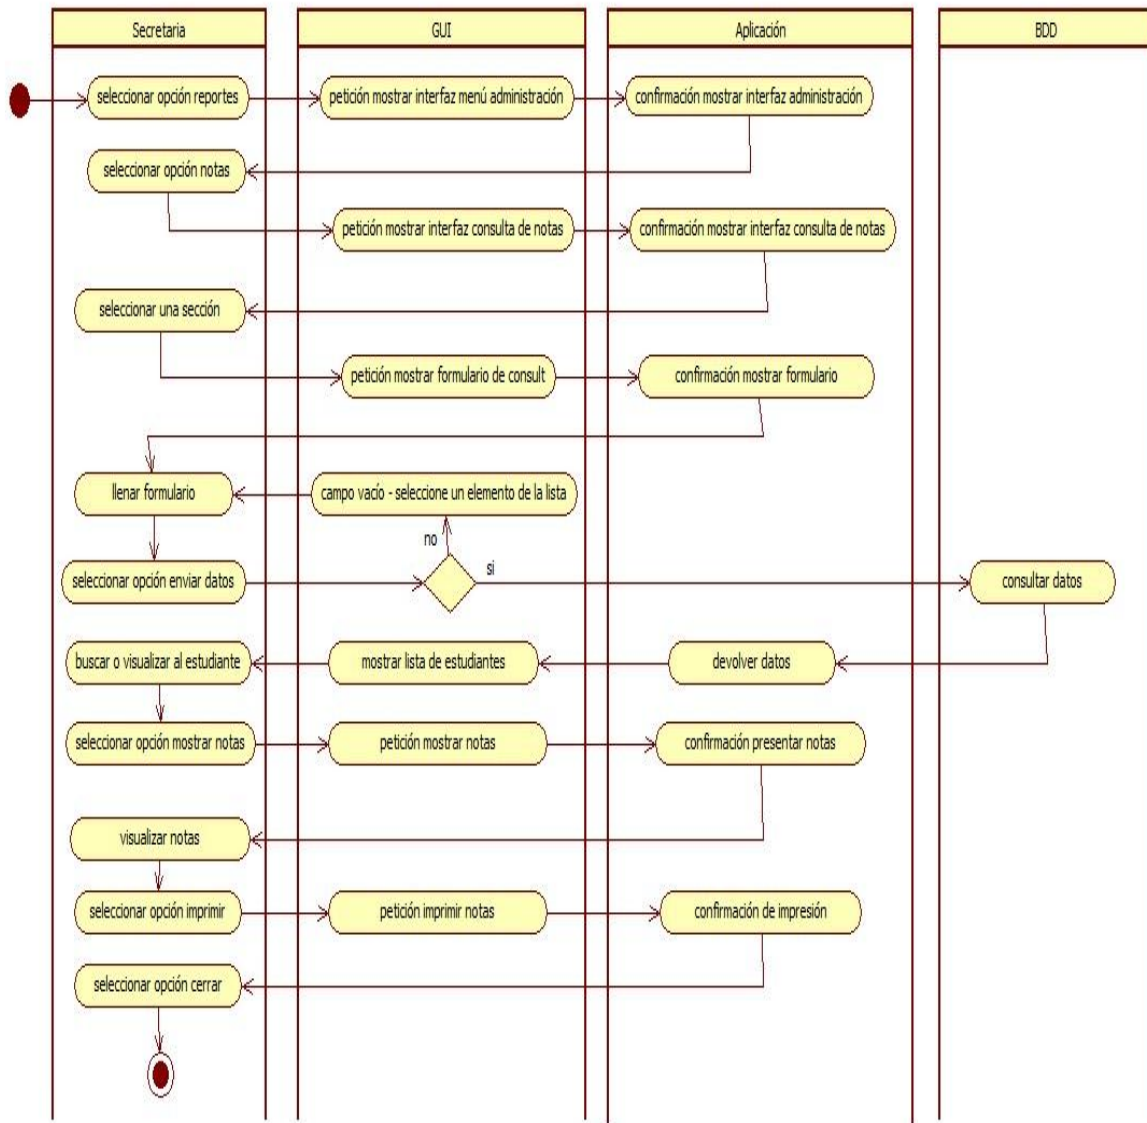 Secretaria
GUI
Aplicación
BDD
seleccionar opción reportes
petición mostrar interfaz menú administración
confirmación mostrar interfaz administración
seleccionar opción notas
petición mostrar interfaz consulta de notas
confirmación mostrar interfaz consulta de notas
seleccionar una sección
petición mostrar formulario de consult
confirmación mostrar formulario
llenar formulario
campo vacío - seleccione un elemento de la lista
no
si
seleccionar opción enviar datos
consultar datos
buscar o visualizar al estudiante
mostrar lista de estudiantes
devolver datos
seleccionar opción mostrar notas
petición mostrar notas
confirmación presentar notas
visualizar notas
seleccionar opción imprimir
petición imprimir notas
confirmación de impresión
seleccionar opción cerrar